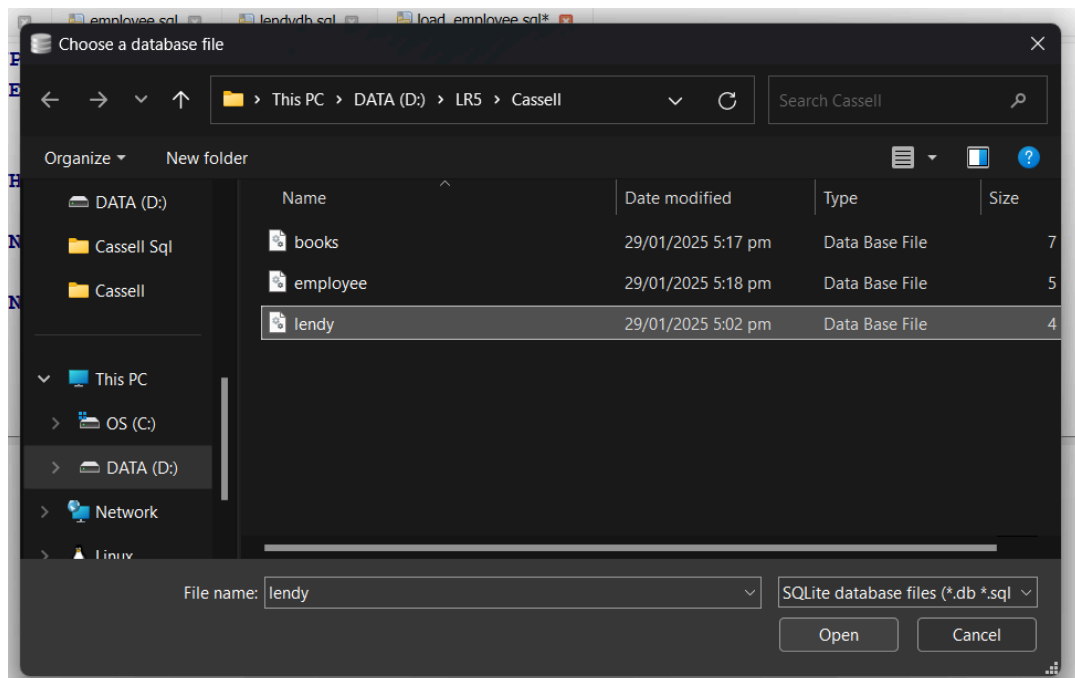 employee.sql lendydb.sql load_employee.sql*
Choose a database file
P
E
This PC > DATA (D:) > LR5 > Cassell Search Cassell
Organize New folder
H
Name Date modified Type Size
DATA (D:)
N
Cassell Sql
books 29/01/2025 5:17 pm Data Base File 7
Cassell
employee 29/01/2025 5:18 pm Data Base File 5
N
lendy 29/01/2025 5:02 pm Data Base File 4
This PC
OS (C:)
DATA (D:)
Network
Linux
File name: lendy SQLite database files (*.db *.sql
Open Cancel